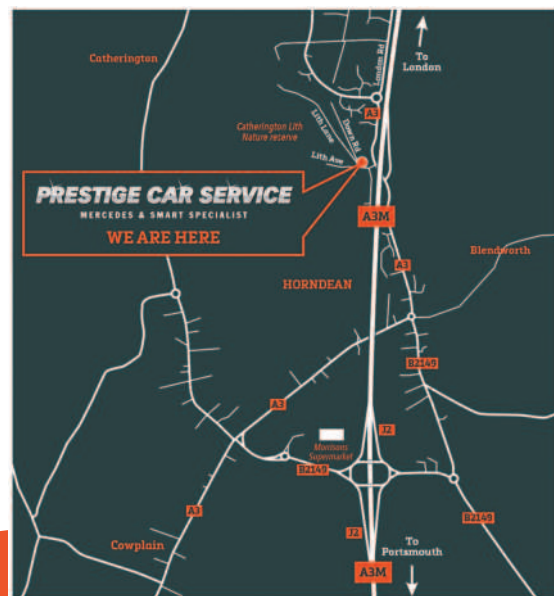 Catherington
London Rd
To
London
A3
Catherington Lith
Nature reserve
Lith Lane
Down Rd
Lith Ave
PRESTIGE CAR SERVICE
MERCEDES & SMART SPECIALIST
WE ARE HERE
A3M
Blendworth
A3
HORNDEAN
B2149
A3
J2
Morrisons
Supermarket
B2149
A3
J2
B2149
Cowplain
To
Portamouth
A3M